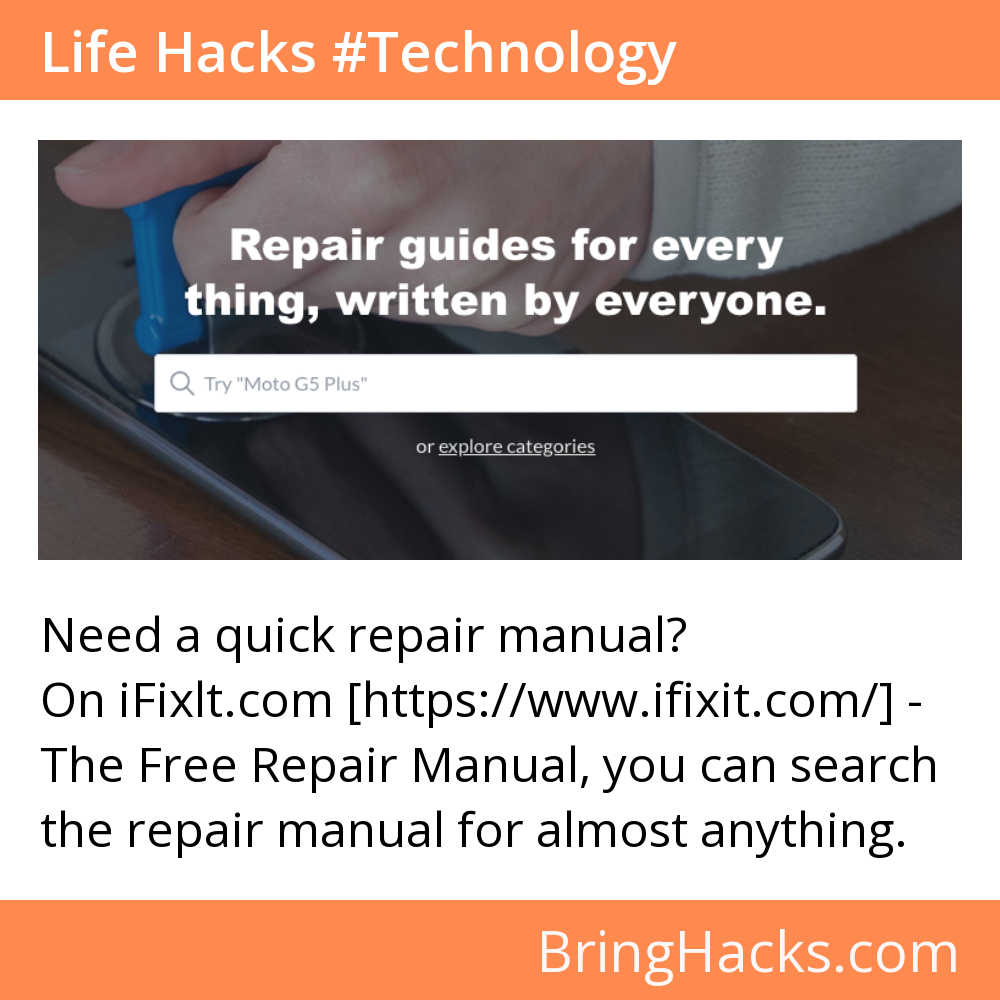 Life Hacks #Technology
Repair guides for every
thing, written by everyone.
Try "Moto G5 Plus"
or explore categories
Need a quick repair manual?
On iFixIt.com [https://www.ifixit.com/] -
The Free Repair Manual, you can search
the repair manual for almost anything.
BringHacks.com